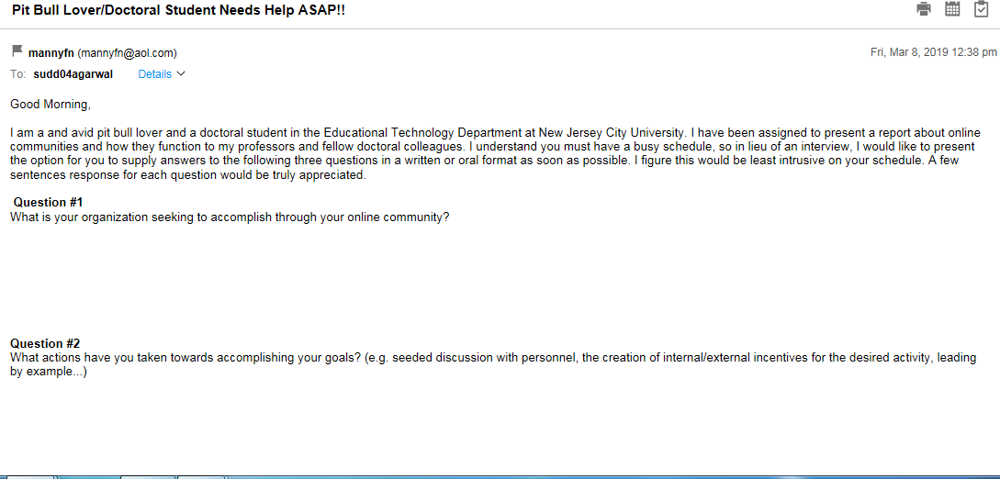 Pit Bull Lover/Doctoral Student Needs Help ASAP!!
mannyfn (mannyfn@aol.com)
Fri, Mar 8, 2019 12:38 pm
To: sudd04agarwal Details
Good Morning,
I am a and avid pit bull lover and a doctoral student in the Educational Technology Department at New Jersey City University. I have been assigned to present a report about online
communities and how they function to my professors and fellow doctoral colleagues. I understand you must have a busy schedule, so in lieu of an interview, I would like to present
the option for you to supply answers to the following three questions in a written or oral format as soon as possible. I figure this would be least intrusive on your schedule. A few
sentences response for each question would be truly appreciated.
Question #1
What is your organization seeking to accomplish through your online community?
Question #2
What actions have you taken towards accomplishing your goals? (e.g. seeded discussion with personnel, the creation of internal/external incentives for the desired activity, leading
by example...)